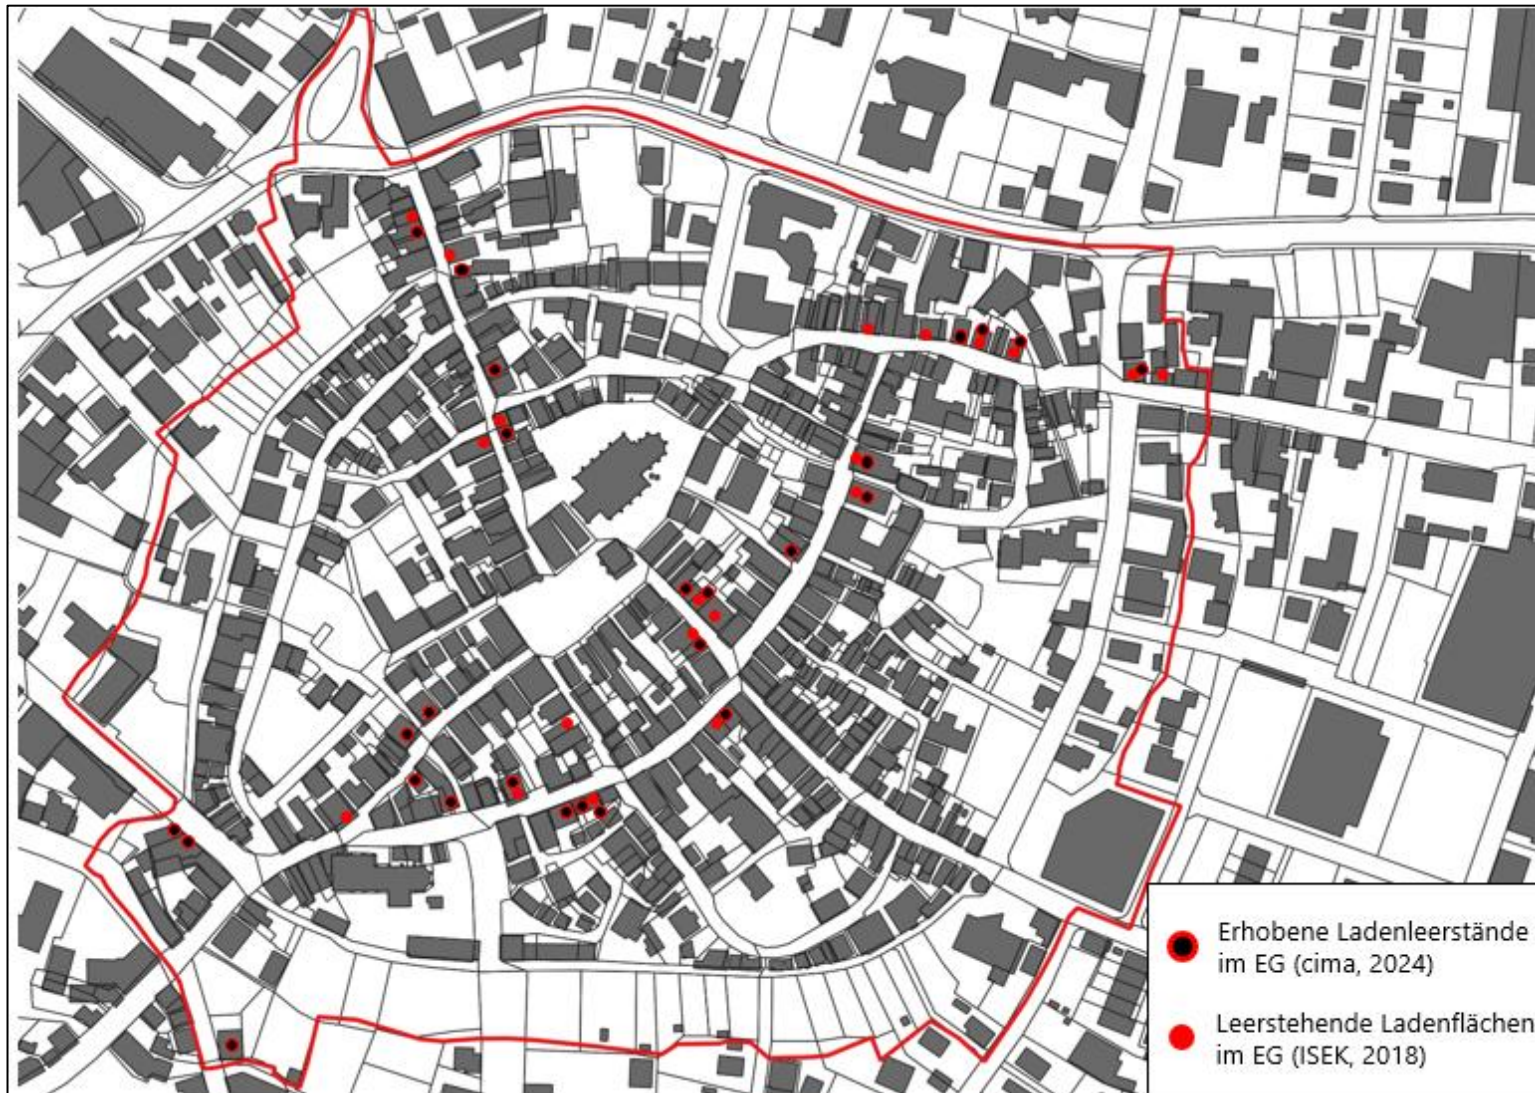 Erhobene Ladenleerstände
im EG (cima, 2024)
Leerstehende Ladenflächen
im EG (ISEK, 2018)